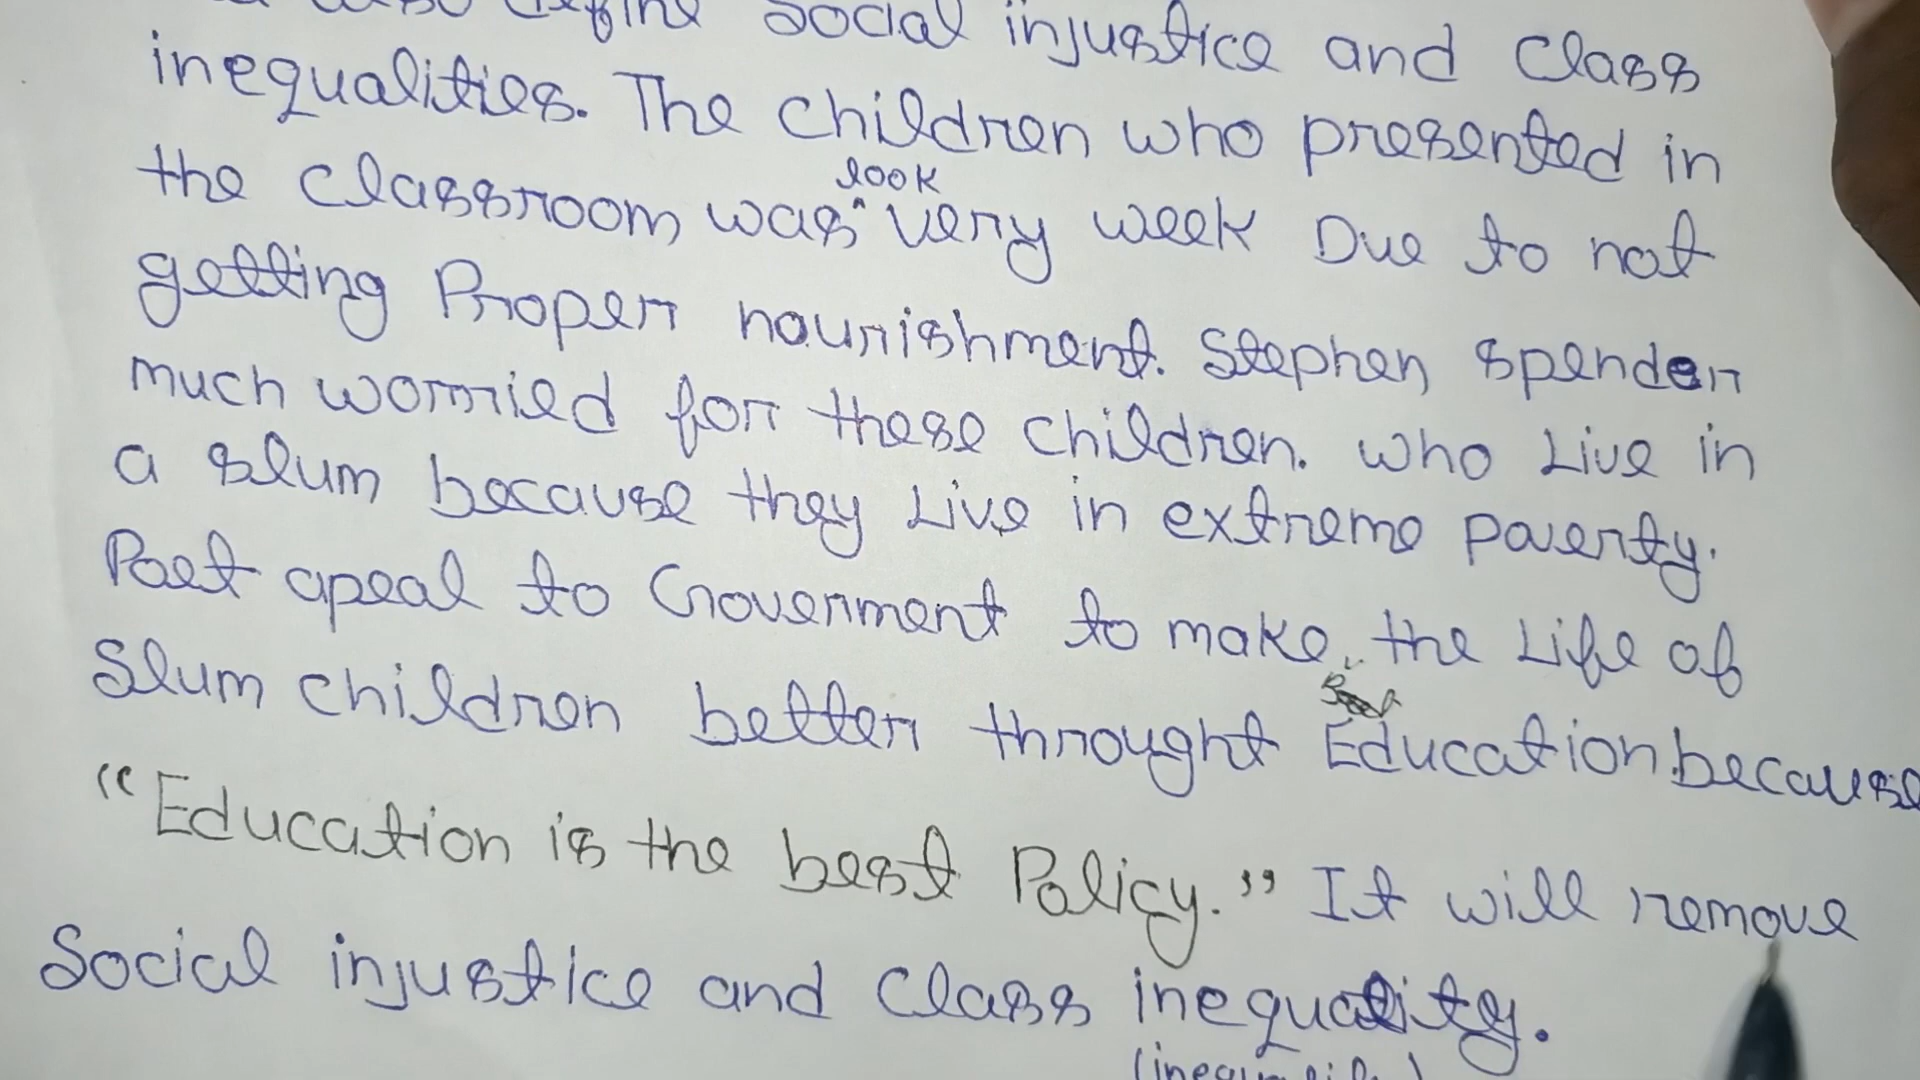 define social injustice and Class
inequalities. The Children who presented in
look
the Classroom was ^ very week Due to not
getting Proper nourishment. Stephen spender
much worried for these children. who Live in
a slum because they Live in extreme poverty.
Poet apeal to Government to make the Life of
Slum children better throught Education because
"Education is the best Policy." It will remove
Social injustice and Class inequality.